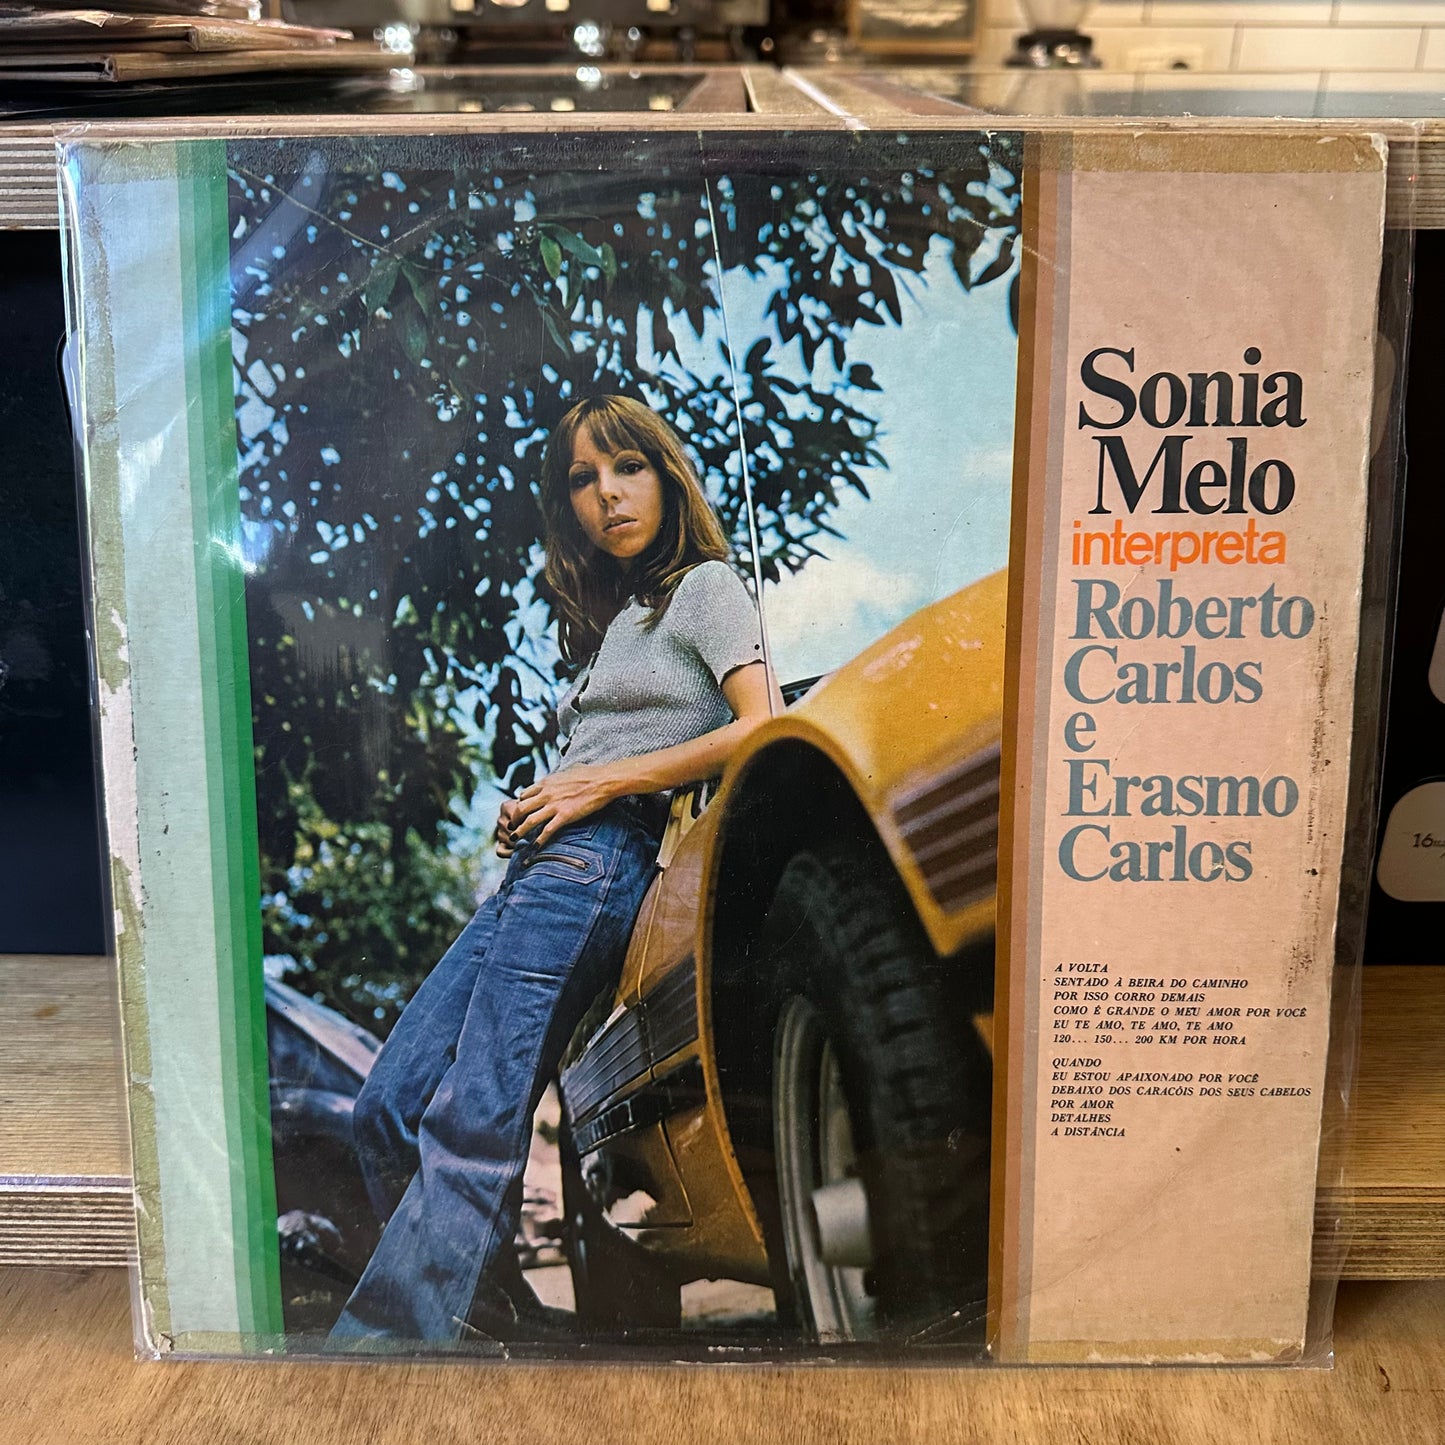 Sonia
Melo
interpreta
Roberto
Carlos
e
Erasmo
Carlos
A VOLTA
SENTADO À BEIRA DO CAMINHO
POR ISSO CORRO DEMAIS
COMO É GRANDE O MEU AMOR POR VOCÊ
EU TE AMO, TE AMO, TE AMO
120... 150... 200 KM POR HORA
QUANDO
EU ESTOU APAIXONADO POR VOCÊ
DEBAIXO DOS CARACÓIS DOS SEUS CABELOS
POR AMOR
DETALHES
A DISTÂNCIA